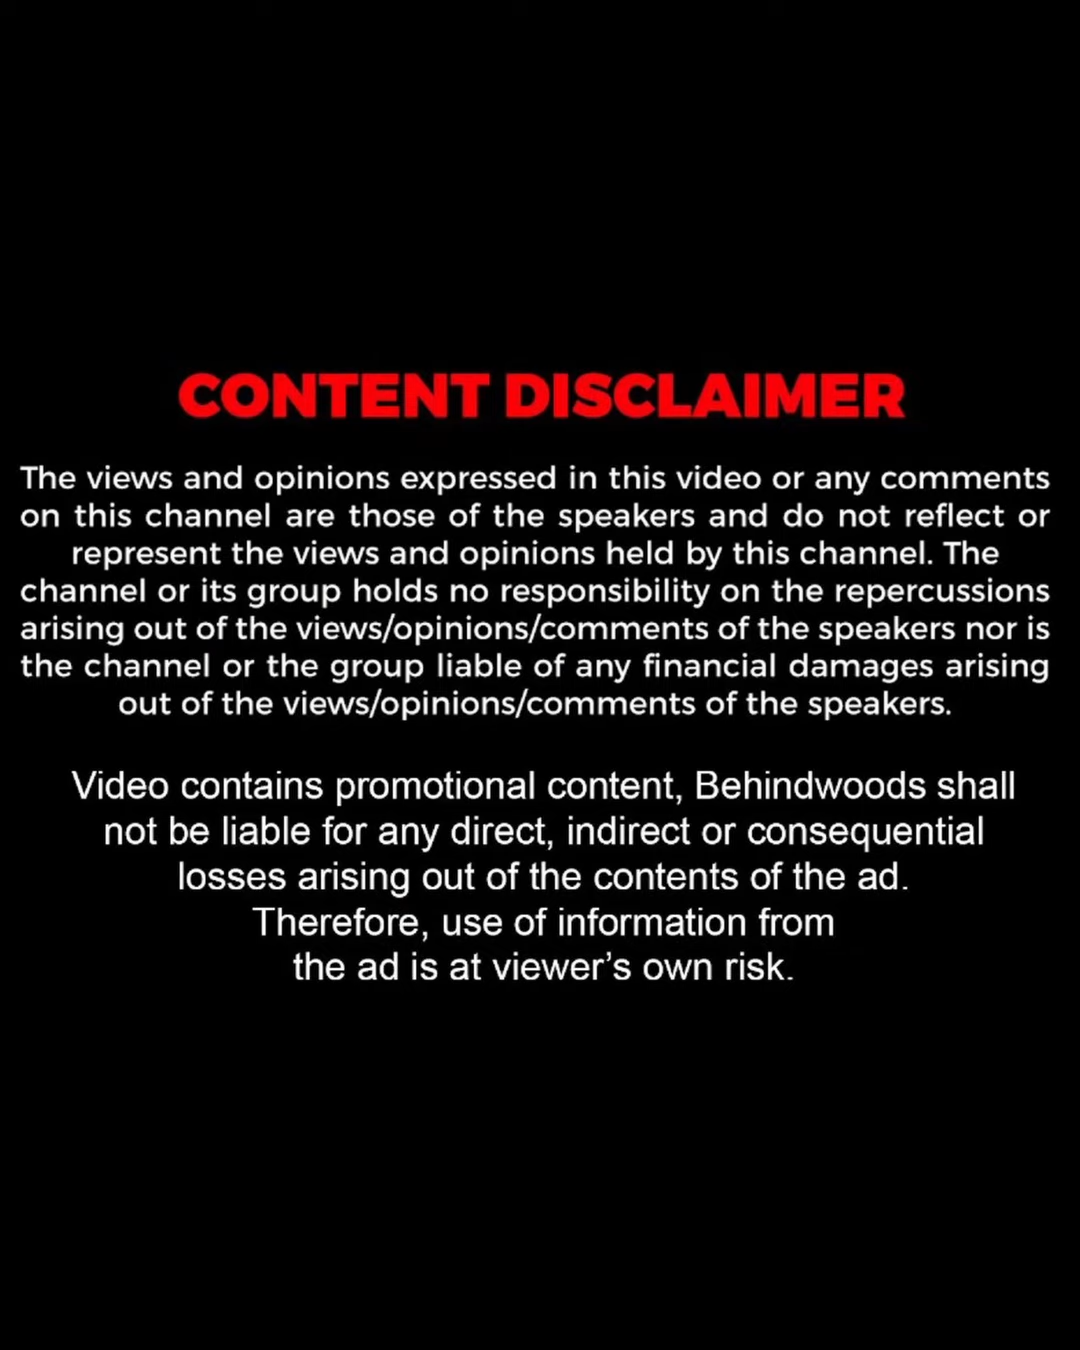 CONTENT DISCLAIMER
The views and opinions expressed in this video or any comments
on this channel are those of the speakers and do not reflect or
represent the views and opinions held by this channel. The
channel or its group holds no responsibility on the repercussions
arising out of the views/opinions/comments of the speakers nor is
the channel or the group liable of any financial damages arising
out of the views/opinions/comments of the speakers.
Video contains promotional content, Behindwoods shall
not be liable for any direct, indirect or consequential
losses arising out of the contents of the ad.
Therefore, use of information from
the ad is at viewer’s own risk.